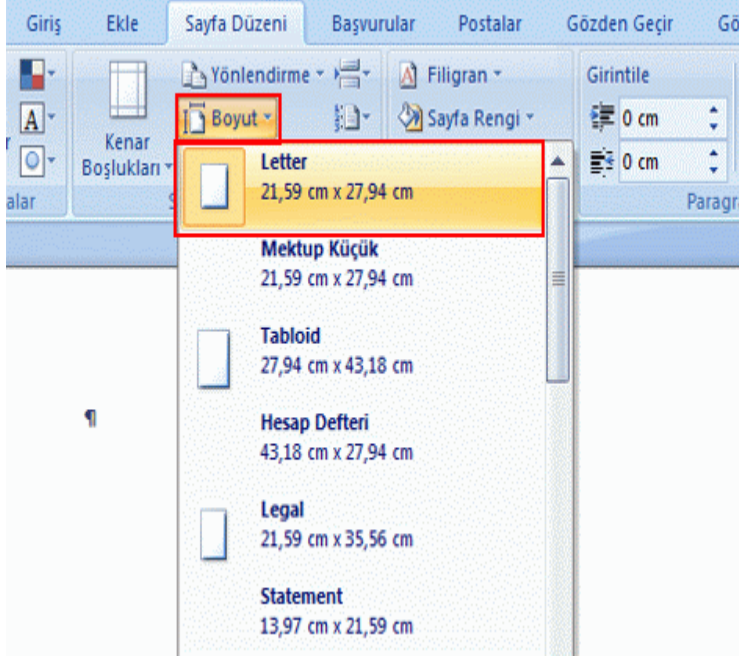 Giriş Ekle Sayfa Düzeni Başvurular Postalar Gözden Geçir
Yönlendirme Filigran Girintile
A Boyut Sayfa Rengi 0 cm
Kenar
Boşlukları 0 cm
Letter
21,59 cm x 27,94 cm
Mektup Küçük
21,59 cm x 27,94 cm
Tabloid
27,94 cm x 43,18 cm
¶
Hesap Defteri
43,18 cm x 27,94 cm
Legal
21,59 cm x 35,56 cm
Statement
13,97 cm x 21,59 cm